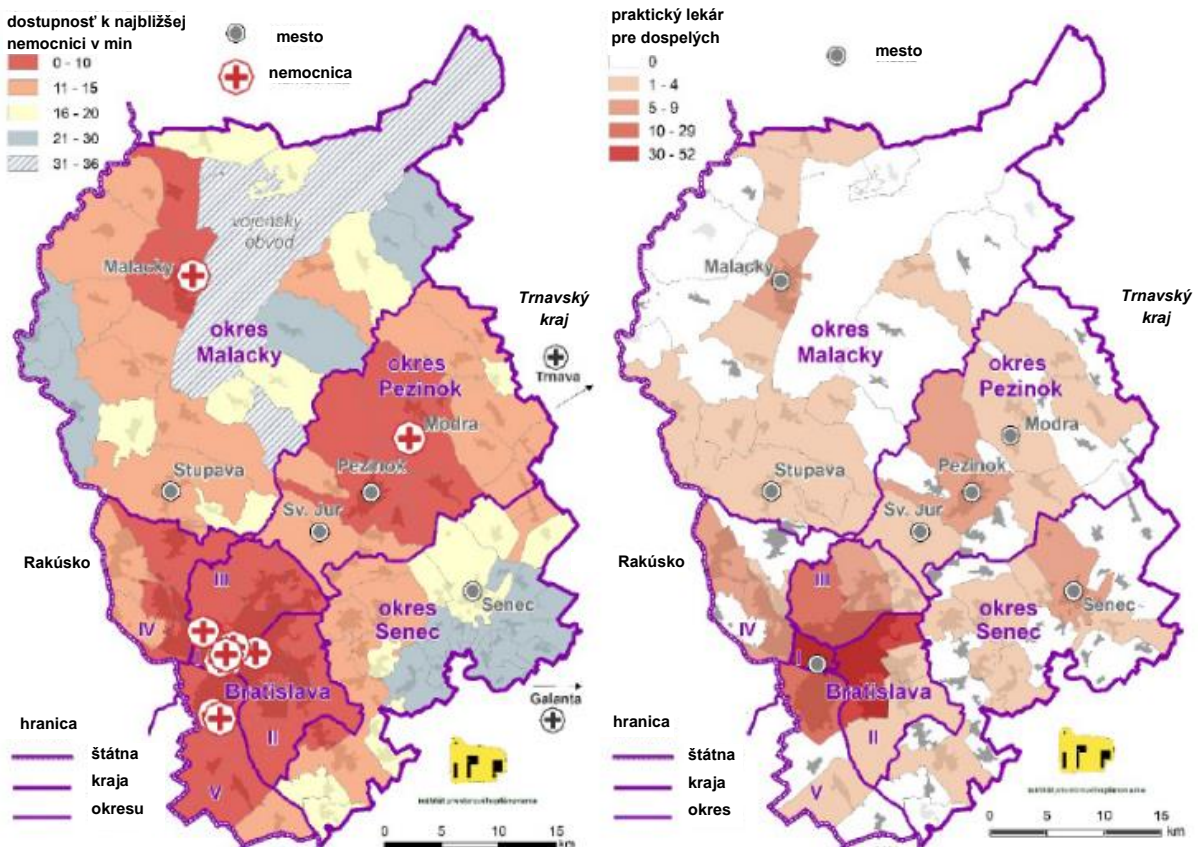 dostupnosť k najbližšej
nemocnici v min
0 - 10
11 - 15
16 - 20
21 - 30
31 - 36
mesto
nemocnica
vojenský
obvod
Malacky
okres
Malacky
okres
Pezinok
Modra
Pezinok
Stupava
Sv. Jur
Trnavský
kraj
Trnava
Rakúsko
III
IV
I
Bratislava
II
V
okres
Senec
Senec
Galanta
hranica
štátna
kraja
okresu
0 5 10 15
km
praktický lekár
pre dospelých
0
1 - 4
5 - 9
10 - 29
30 - 52
mesto
Malacky
okres
Malacky
okres
Pezinok
Modra
Pezinok
Stupava
Sv. Jur
Trnavský
kraj
Rakúsko
III
IV
I
Bratislava
II
V
okres
Senec
Senec
hranica
štátna
kraja
okres
0 5 10 15
km